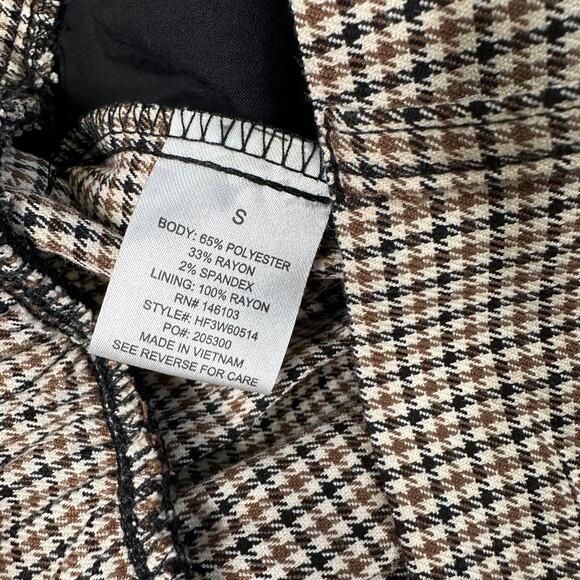 S
BODY: 65% POLYESTER
33% RAYON
2% SPANDEX
LINING: 100% RAYON
RN# 146103
STYLE#: HF3W60514
PO#: 205300
MADE IN VIETNAM
SEE REVERSE FOR CARE